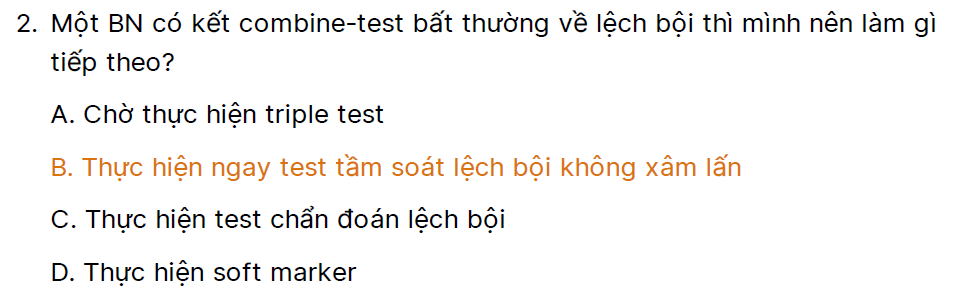 2. Một BN có kết combine-test bất thường về lệch bội thì mình nên làm gì
tiếp theo?
A. Chờ thực hiện triple test
B. Thực hiện ngay test tầm soát lệch bội không xâm lấn
C. Thực hiện test chẩn đoán lệch bội
D. Thực hiện soft marker